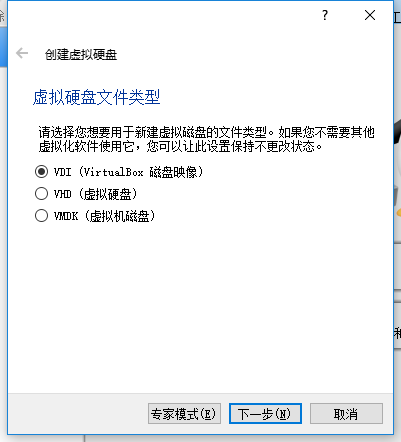 ?
创建虚拟硬盘
虚拟硬盘文件类型
请选择您想要用于新建虚拟磁盘的文件类型。如果您不需要其他
虚拟化软件使用它，您可以让此设置保持不更改状态。
VDI (VirtualBox 磁盘映像)
VHD (虚拟硬盘)
VMDK (虚拟机磁盘)
专家模式(E)
下一步(N)
取消